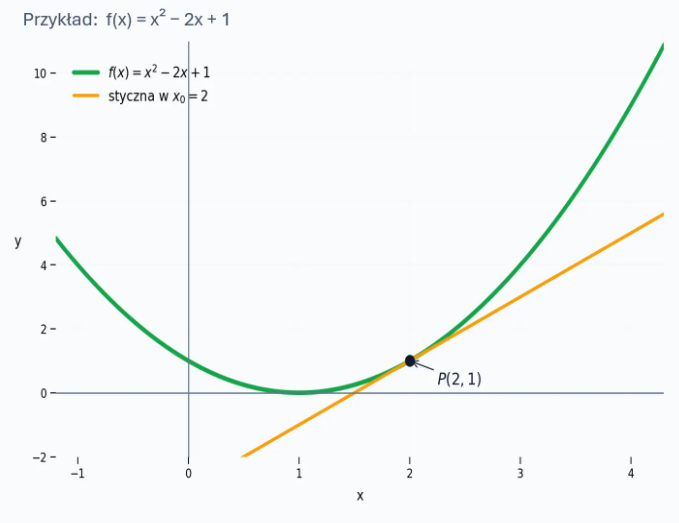 Przykład: f(x) = x² − 2x + 1
f(x) = x² − 2x + 1
styczna w x₀ = 2
10
8
6
y
4
2
P(2, 1)
0
−2
−1 0 1 2 3 4
x